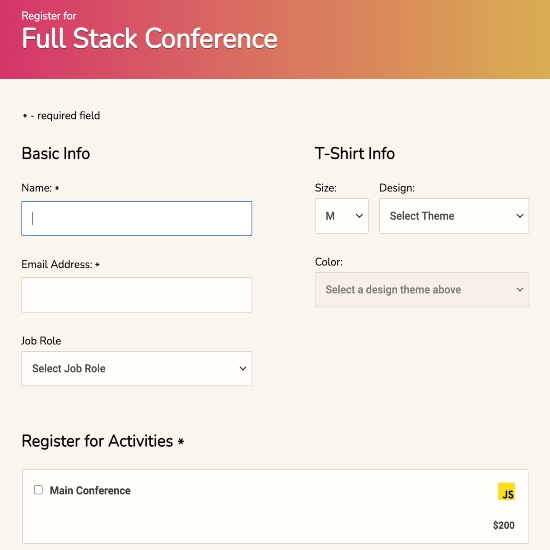 Register for
Full Stack Conference
* - required field
Basic Info
Name: *
Email Address: *
Job Role
Select Job Role
T-Shirt Info
Size:
M
Design:
Select Theme
Color:
Select a design theme above
Register for Activities *
Main Conference
JS
$200